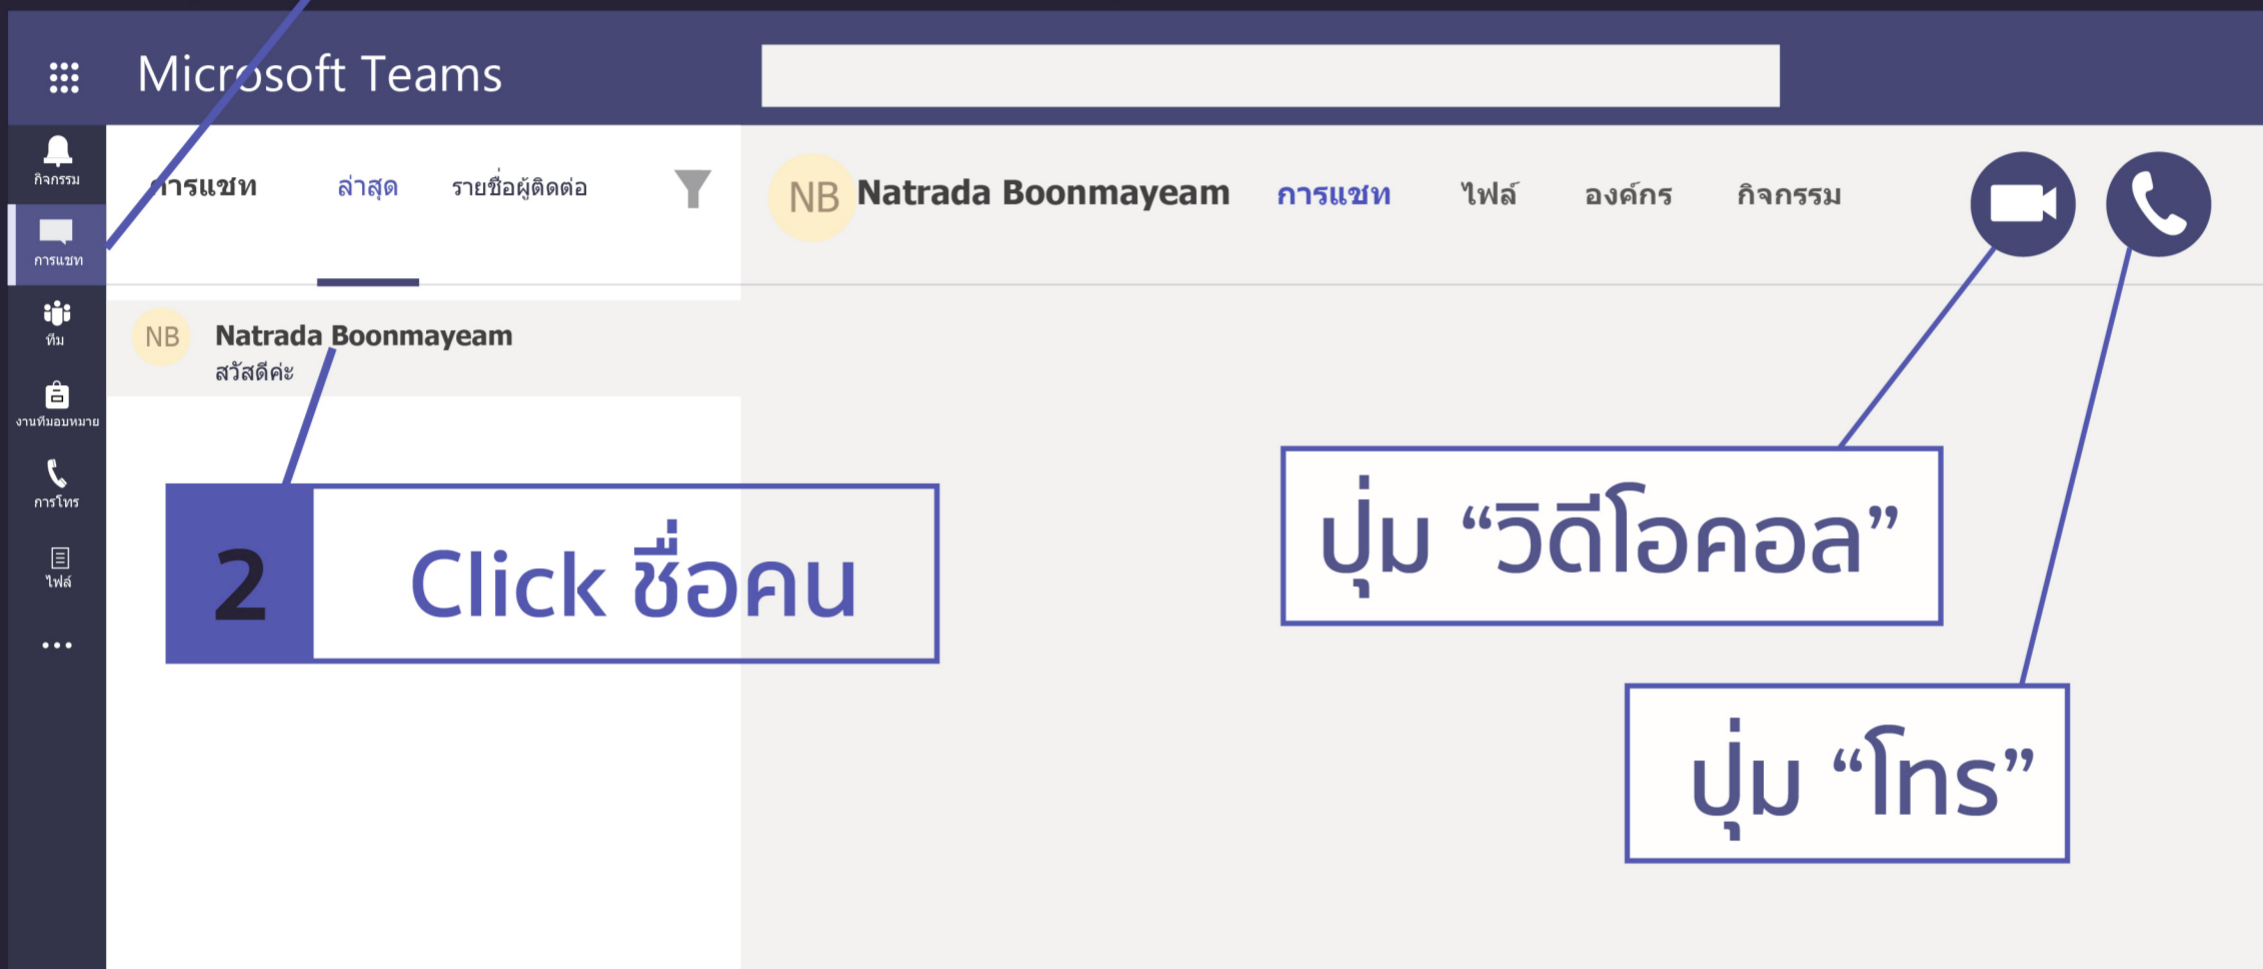 Microsoft Teams
กิจกรรม
การแชท
ทีม
งานที่มอบหมาย
การโทร
ไฟล์
การแชท ล่าสุด รายชื่อผู้ติดต่อ
NB Natrada Boonmayeam การแชท ไฟล์ องค์กร กิจกรรม
NB Natrada Boonmayeam
สวัสดีค่ะ
2 Click ชื่อคน
ปุ่ม “วิดีโอคอล”
ปุ่ม “โทร”